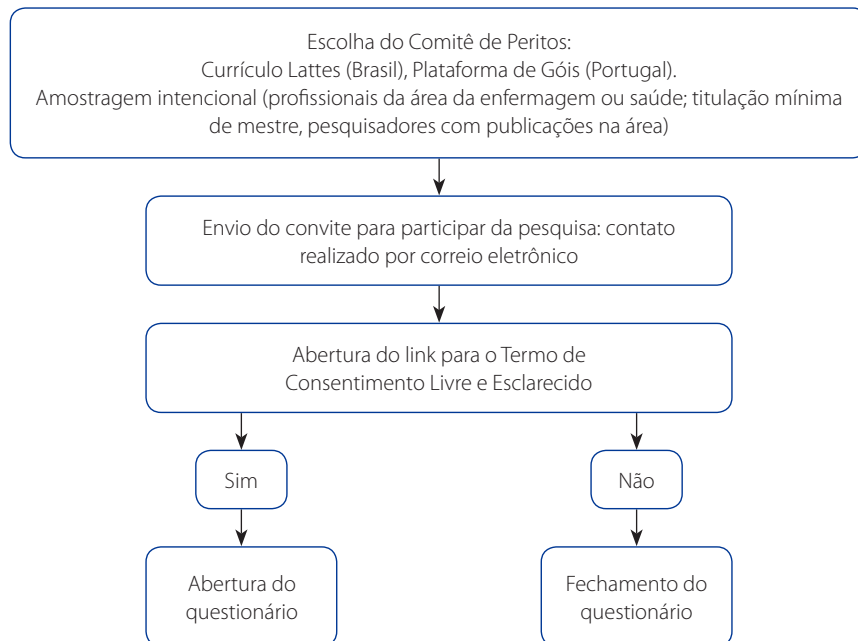 Escolha do Comitê de Peritos:
Currículo Lattes (Brasil), Plataforma de Góis (Portugal).
Amostragem intencional (profissionais da área da enfermagem ou saúde; titulação mínima
de mestre, pesquisadores com publicações na área)
Envio do convite para participar da pesquisa: contato
realizado por correio eletrônico
Abertura do link para o Termo de
Consentimento Livre e Esclarecido
Sim
Não
Abertura do
questionário
Fechamento do
questionário